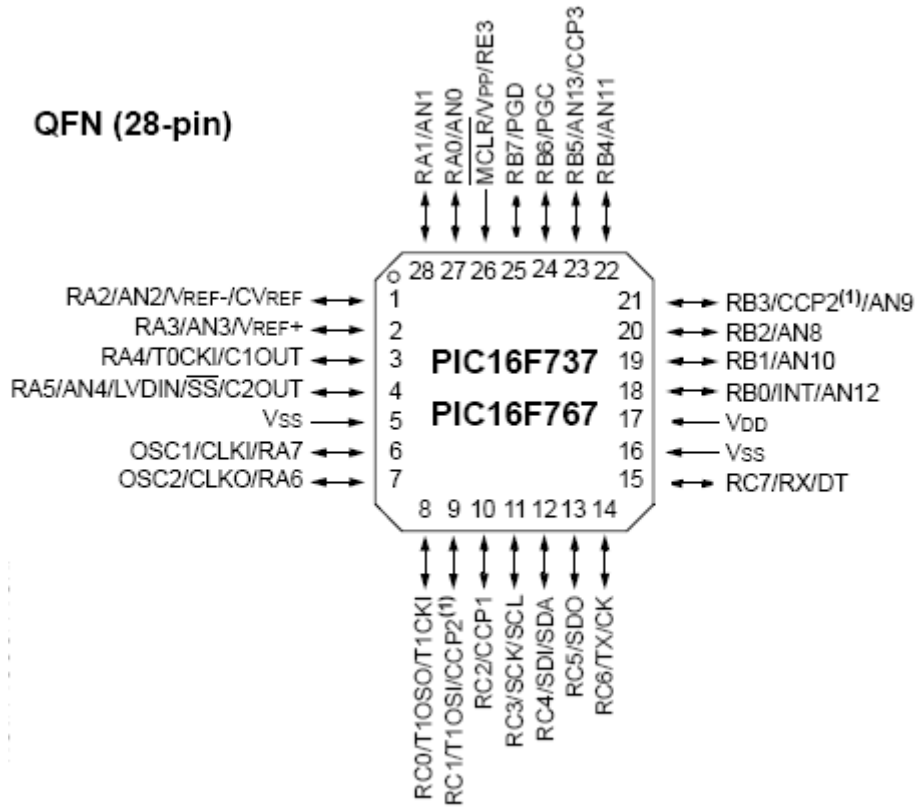 QFN (28-pin)
RA1/AN1
RA0/AN0
MCLR/VPP/RE3
RB7/PGD
RB6/PGC
RB5/AN13/CCP3
RB4/AN11
28 27 26 25 24 23 22
RA2/AN2/VREF-/CVREF
RA3/AN3/VREF+
RA4/T0CKI/C1OUT
RA5/AN4/LVDIN/SS/C2OUT
VSS
OSC1/CLKI/RA7
OSC2/CLKO/RA6
1
2
3
4
5
6
7
PIC16F737
PIC16F767
21
20
19
18
17
16
15
RB3/CCP2(1)/AN9
RB2/AN8
RB1/AN10
RB0/INT/AN12
VDD
VSS
RC7/RX/DT
8 9 10 11 12 13 14
RC0/T1OSO/T1CKI
RC1/T1OSI/CCP2(1)
RC2/CCP1
RC3/SCK/SCL
RC4/SDI/SDA
RC5/SDO
RC6/TX/CK